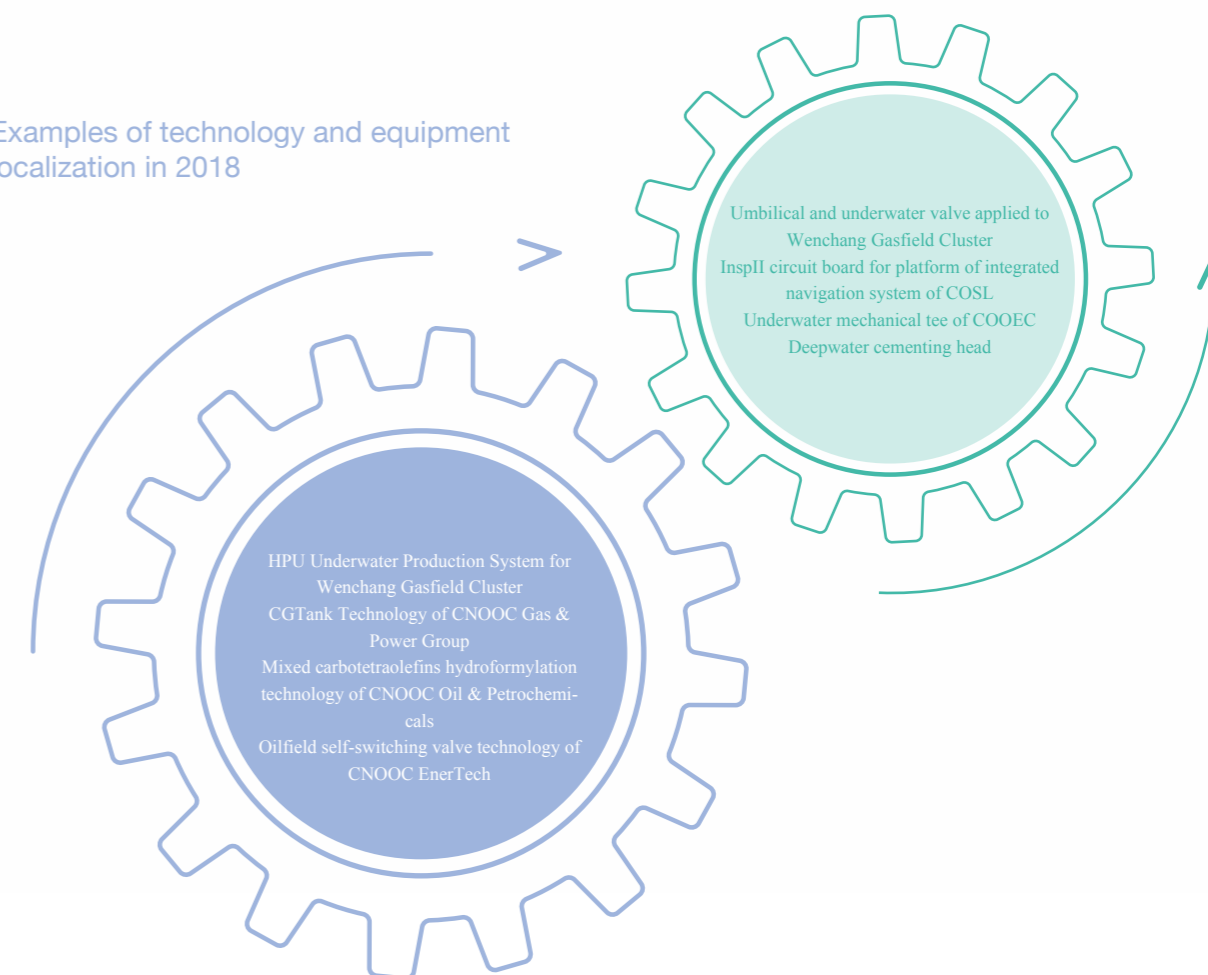 Examples of technology and equipment
localization in 2018
Umbilical and underwater valve applied to
Wenchang Gasfield Cluster
InspII circuit board for platform of integrated
navigation system of COSL
Underwater mechanical tee of COOEC
Deepwater cementing head
HPU Underwater Production System for
Wenchang Gasfield Cluster
CGTank Technology of CNOOC Gas &
Power Group
Mixed carbotetraolefins hydroformylation
technology of CNOOC Oil & Petrochemi-
cals
Oilfield self-switching valve technology of
CNOOC EnerTech